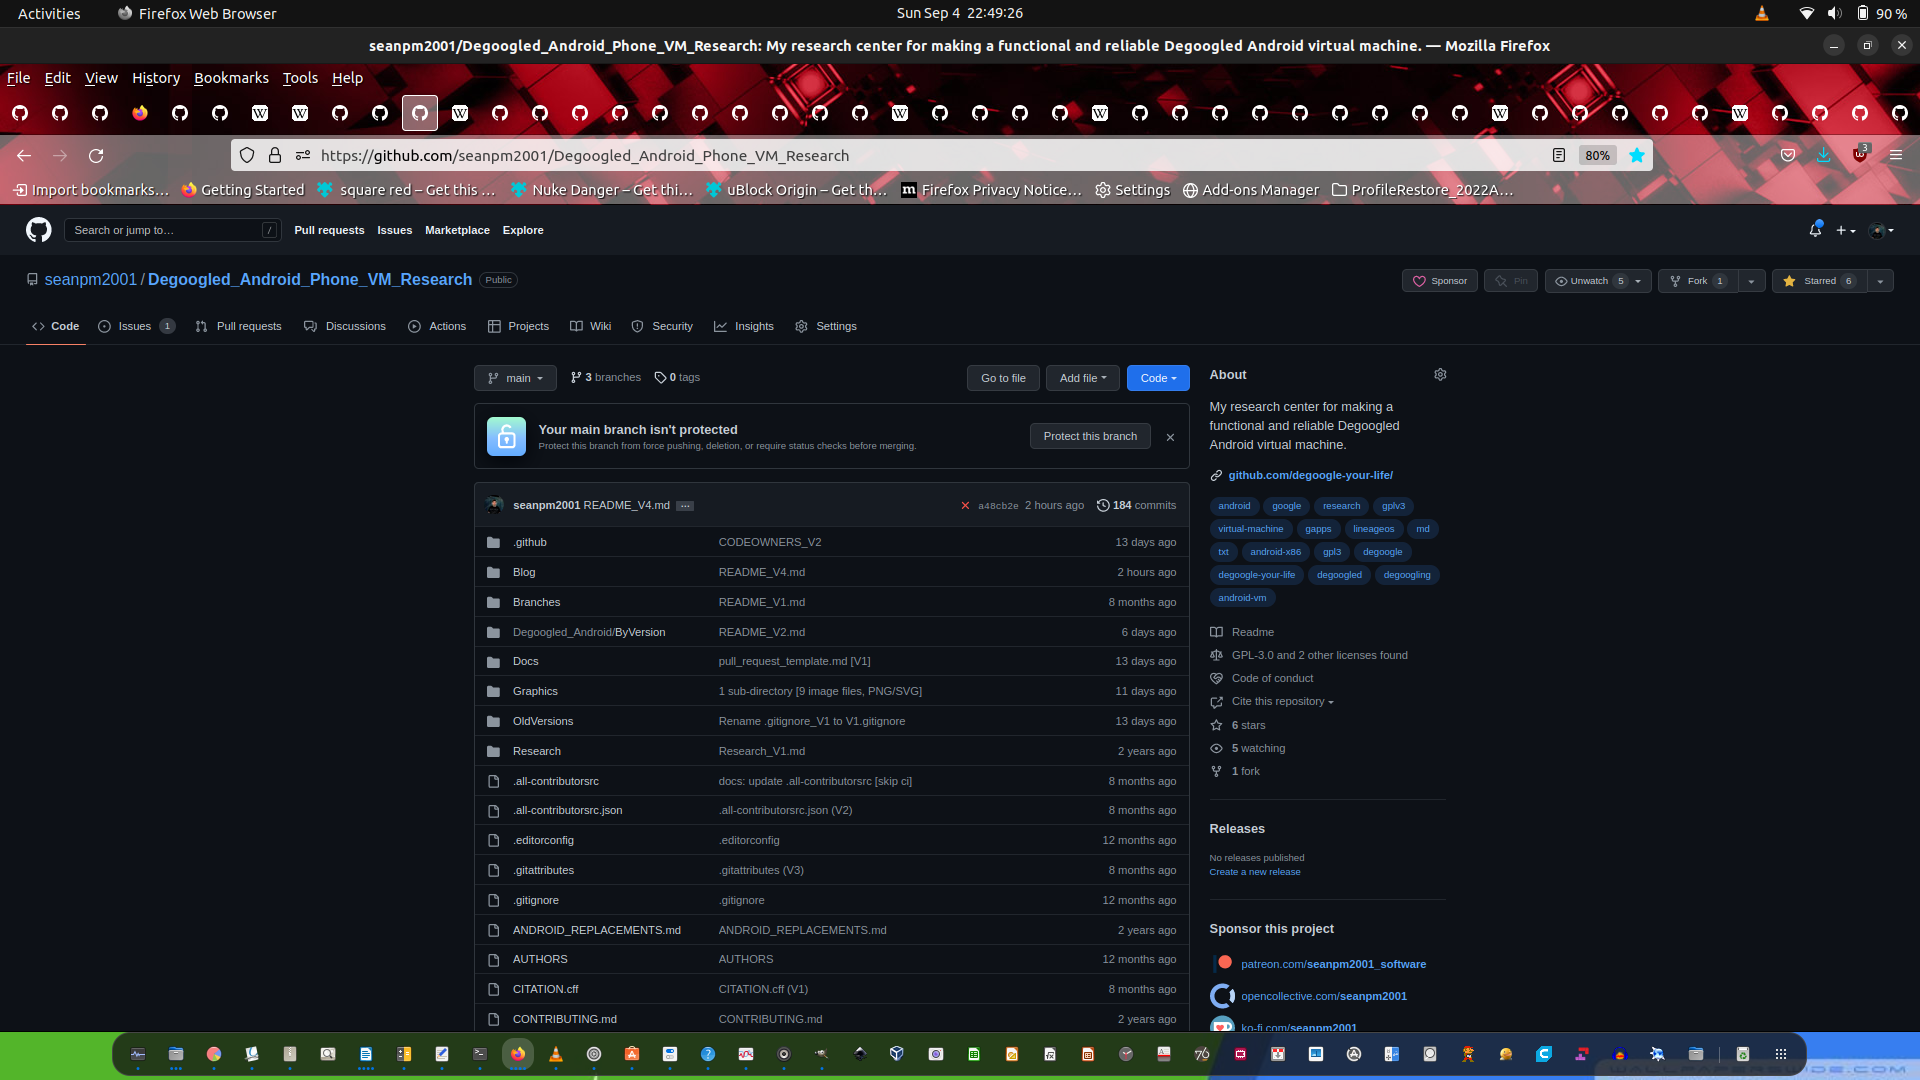 Activities Firefox Web Browser Sun Sep 4 22:49:26 90 %
seanpm2001/Degoogled_Android_Phone_VM_Research: My research center for making a functional and reliable Degoogled Android virtual machine. — Mozilla Firefox
File Edit View History Bookmarks Tools Help
https://github.com/seanpm2001/Degoogled_Android_Phone_VM_Research 80% 3
Import bookmarks... Getting Started square red – Get this ... Nuke Danger – Get thi... uBlock Origin – Get th... Firefox Privacy Notice... Settings Add-ons Manager ProfileRestore_2022A...
Search or jump to... / Pull requests Issues Marketplace Explore
seanpm2001 / Degoogled_Android_Phone_VM_Research Public Sponsor Pin Unwatch 5 Fork 1 Starred 6
Code Issues 1 Pull requests Discussions Actions Projects Wiki Security Insights Settings
main 3 branches 0 tags Go to file Add file Code
Your main branch isn't protected
Protect this branch from force pushing, deletion, or require status checks before merging.
Protect this branch
seanpm2001 README_V4.md ... a48cb2e 2 hours ago 184 commits
.github CODEOWNERS_V2 13 days ago
Blog README_V4.md 2 hours ago
Branches README_V1.md 8 months ago
Degoogled_Android/ByVersion README_V2.md 6 days ago
Docs pull_request_template.md [V1] 13 days ago
Graphics 1 sub-directory [9 image files, PNG/SVG] 11 days ago
OldVersions Rename .gitignore_V1 to V1.gitignore 13 days ago
Research Research_V1.md 2 years ago
.all-contributorsrc docs: update .all-contributorsrc [skip ci] 8 months ago
.all-contributorsrc.json .all-contributorsrc.json (V2) 8 months ago
.editorconfig .editorconfig 12 months ago
.gitattributes .gitattributes (V3) 8 months ago
.gitignore .gitignore 12 months ago
ANDROID_REPLACEMENTS.md ANDROID_REPLACEMENTS.md 2 years ago
AUTHORS AUTHORS 12 months ago
CITATION.cff CITATION.cff (V1) 8 months ago
CONTRIBUTING.md CONTRIBUTING.md 2 years ago
About
My research center for making a
functional and reliable Degoogled
Android virtual machine.
github.com/degoogle-your-life/
android google research gplv3
virtual-machine gapps lineageos md
txt android-x86 gpl3 degoogle
degoogle-your-life degoogled degoogling
android-vm
Readme
GPL-3.0 and 2 other licenses found
Code of conduct
Cite this repository
6 stars
5 watching
1 fork
Releases
No releases published
Create a new release
Sponsor this project
patreon.com/seanpm2001_software
opencollective.com/seanpm2001
ko-fi.com/seanpm2001